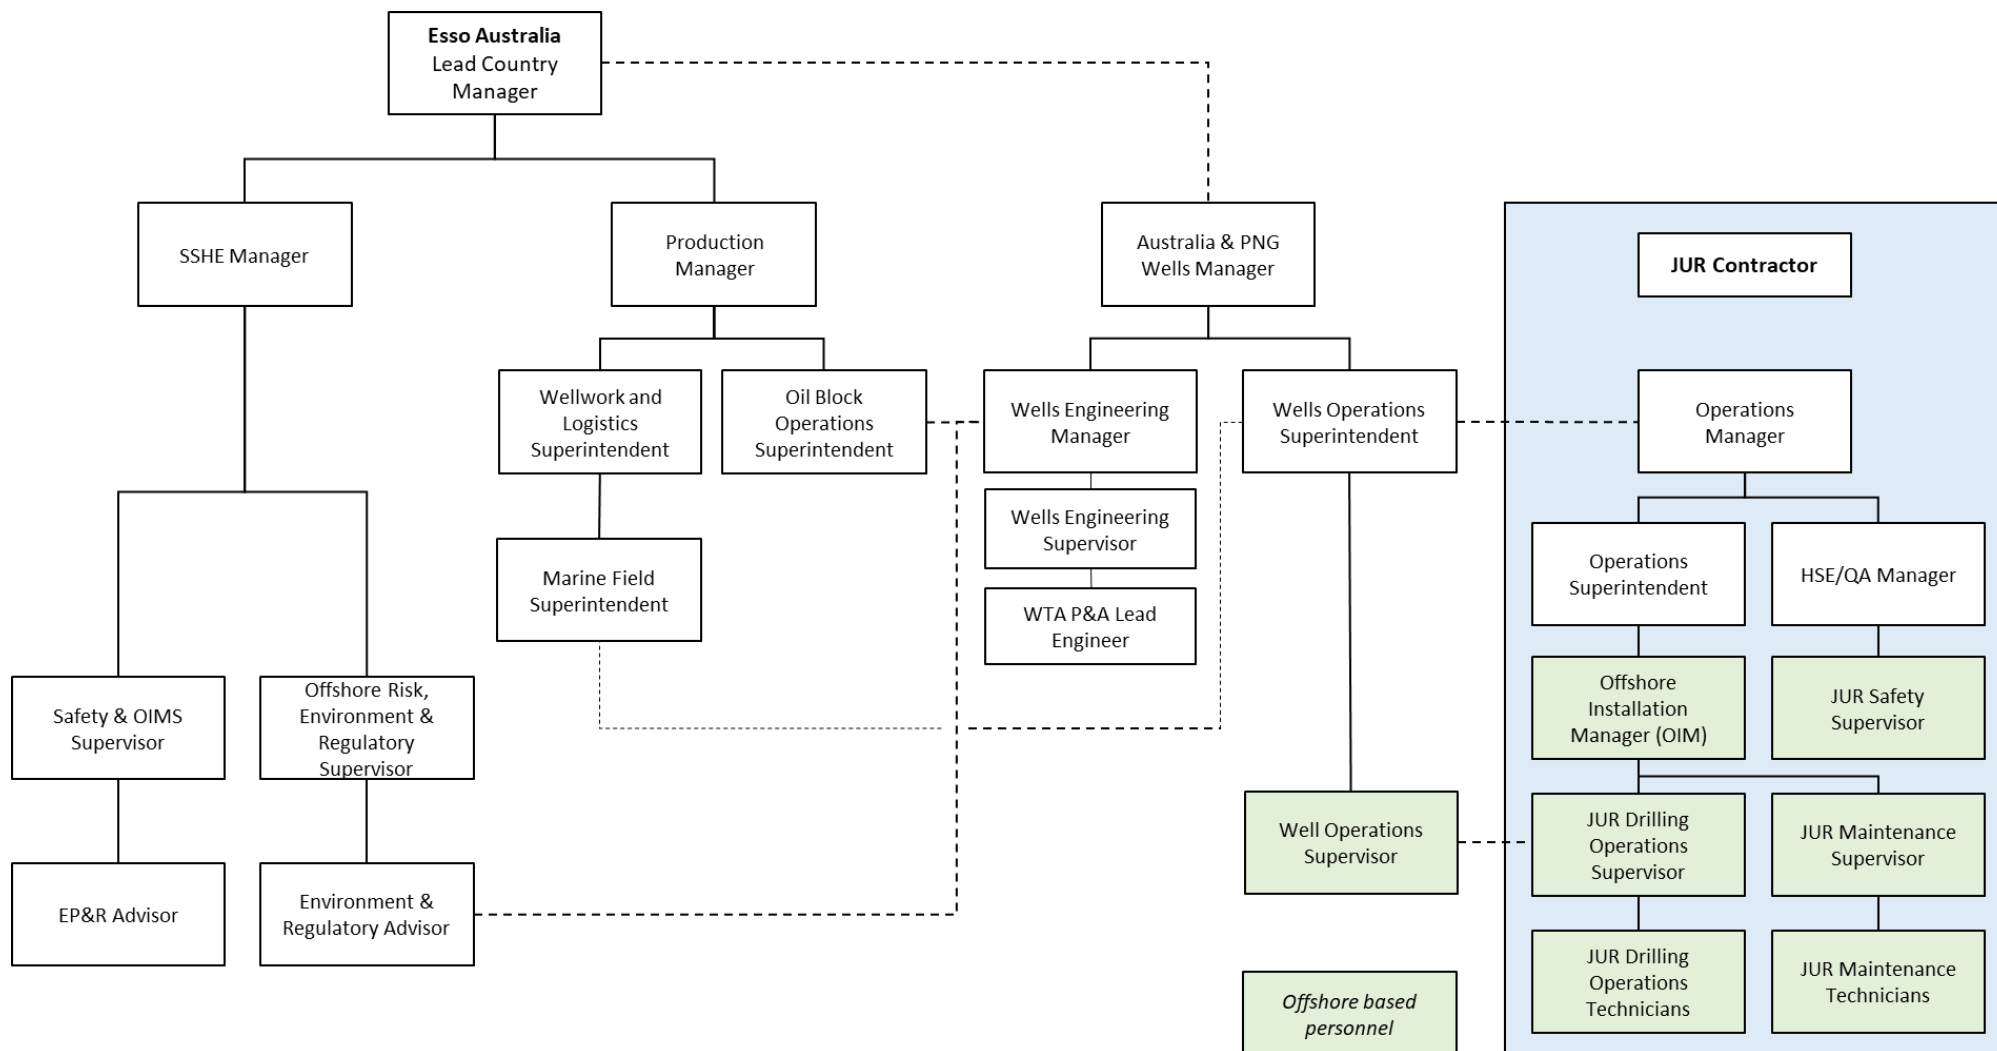 Esso Australia
Lead Country
Manager
SSHE Manager
Production
Manager
Australia & PNG
Wells Manager
JUR Contractor
Wellwork and
Logistics
Superintendent
Oil Block
Operations
Superintendent
Wells Engineering
Manager
Wells Operations
Superintendent
Operations
Manager
Wells Engineering
Supervisor
Marine Field
Superintendent
WTA P&A Lead
Engineer
Operations
Superintendent
HSE/QA Manager
Safety & OIMS
Supervisor
Offshore Risk,
Environment &
Regulatory
Supervisor
Offshore
Installation
Manager (OIM)
JUR Safety
Supervisor
Well Operations
Supervisor
JUR Drilling
Operations
Supervisor
JUR Maintenance
Supervisor
EP&R Advisor
Environment &
Regulatory Advisor
JUR Drilling
Operations
Technicians
JUR Maintenance
Technicians
Offshore based
personnel